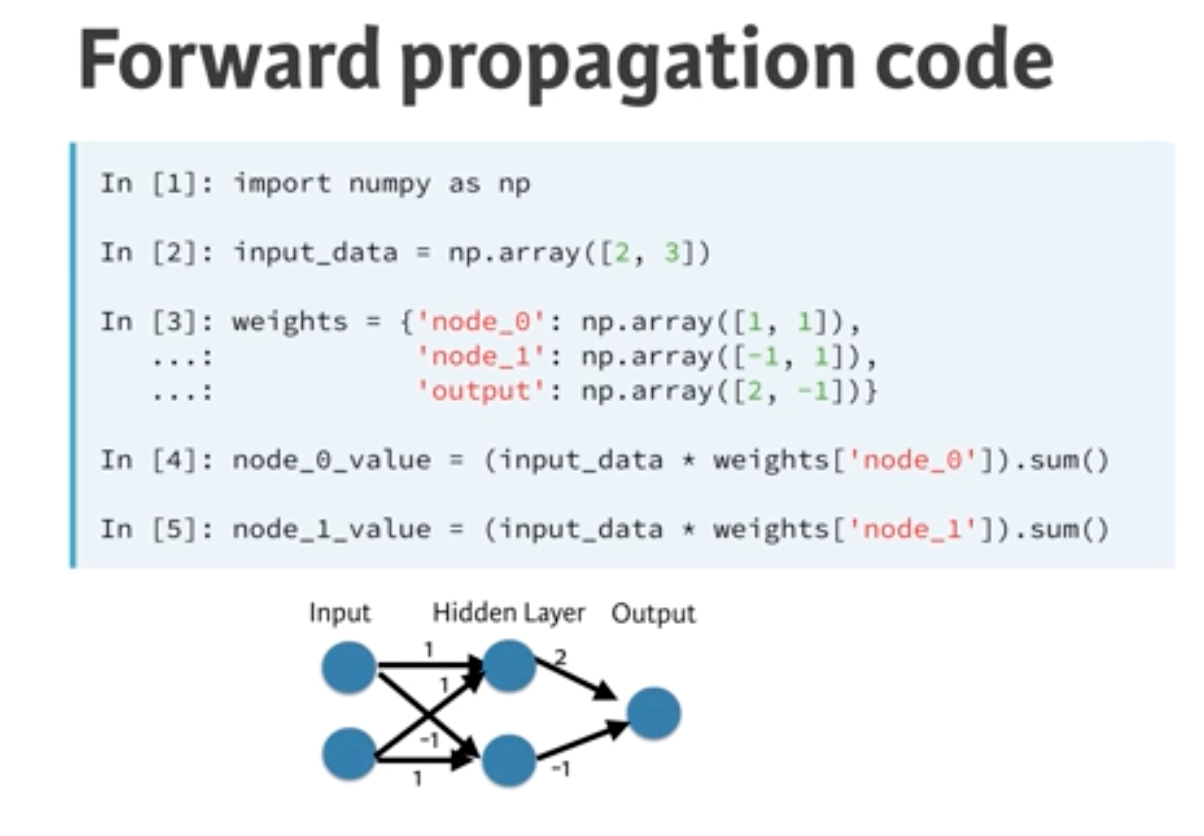 Forward propagation code
In [1]: import numpy as np
In [2]: input_data = np.array([2, 3])
In [3]: weights = {'node_0': np.array([1, 1]),
...: 'node_1': np.array([-1, 1]),
...: 'output': np.array([2, -1])}
In [4]: node_0_value = (input_data * weights['node_0']).sum()
In [5]: node_1_value = (input_data * weights['node_1']).sum()
Input Hidden Layer Output
1 2
1
-1
1 -1